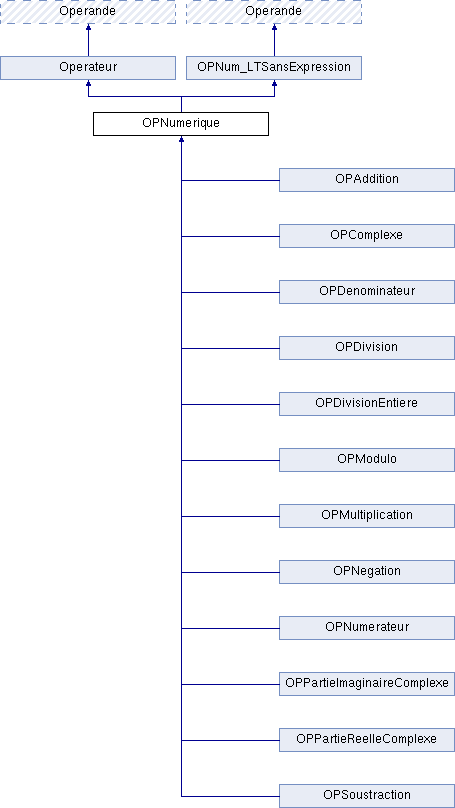 Operande
Operande
Operateur
OPNum_LTSansExpression
OPNumerique
OPAddition
OPComplexe
OPDenominateur
OPDivision
OPDivisionEntiere
OPModulo
OPMultiplication
OPNegation
OPNumerateur
OPPartieImaginaireComplexe
OPPartieReelleComplexe
OPSoustraction